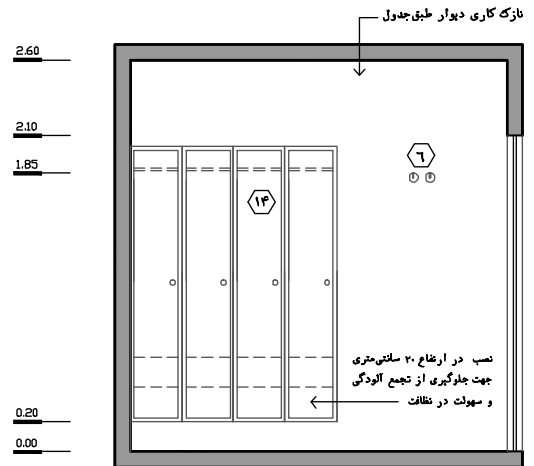 نازک کاری دیوار طبق جدول
2.60
2.10
1.85
۶
۱۴
نصب در ارتفاع ۲۰ سانتی‌متری
جهت جلوگیری از تجمع آلودگی
و سهولت در نظافت
0.20
0.00